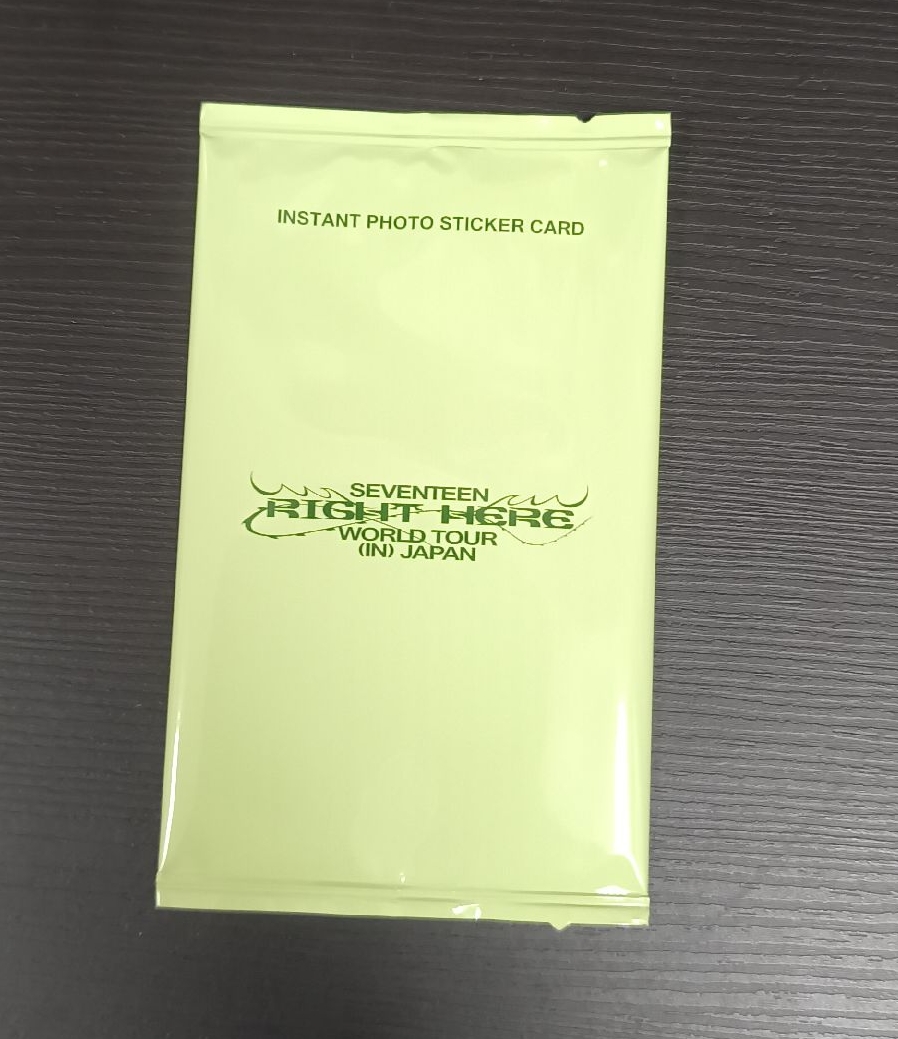 INSTANT PHOTO STICKER CARD
SEVENTEEN
RIGHT HERE
WORLD TOUR
(IN) JAPAN